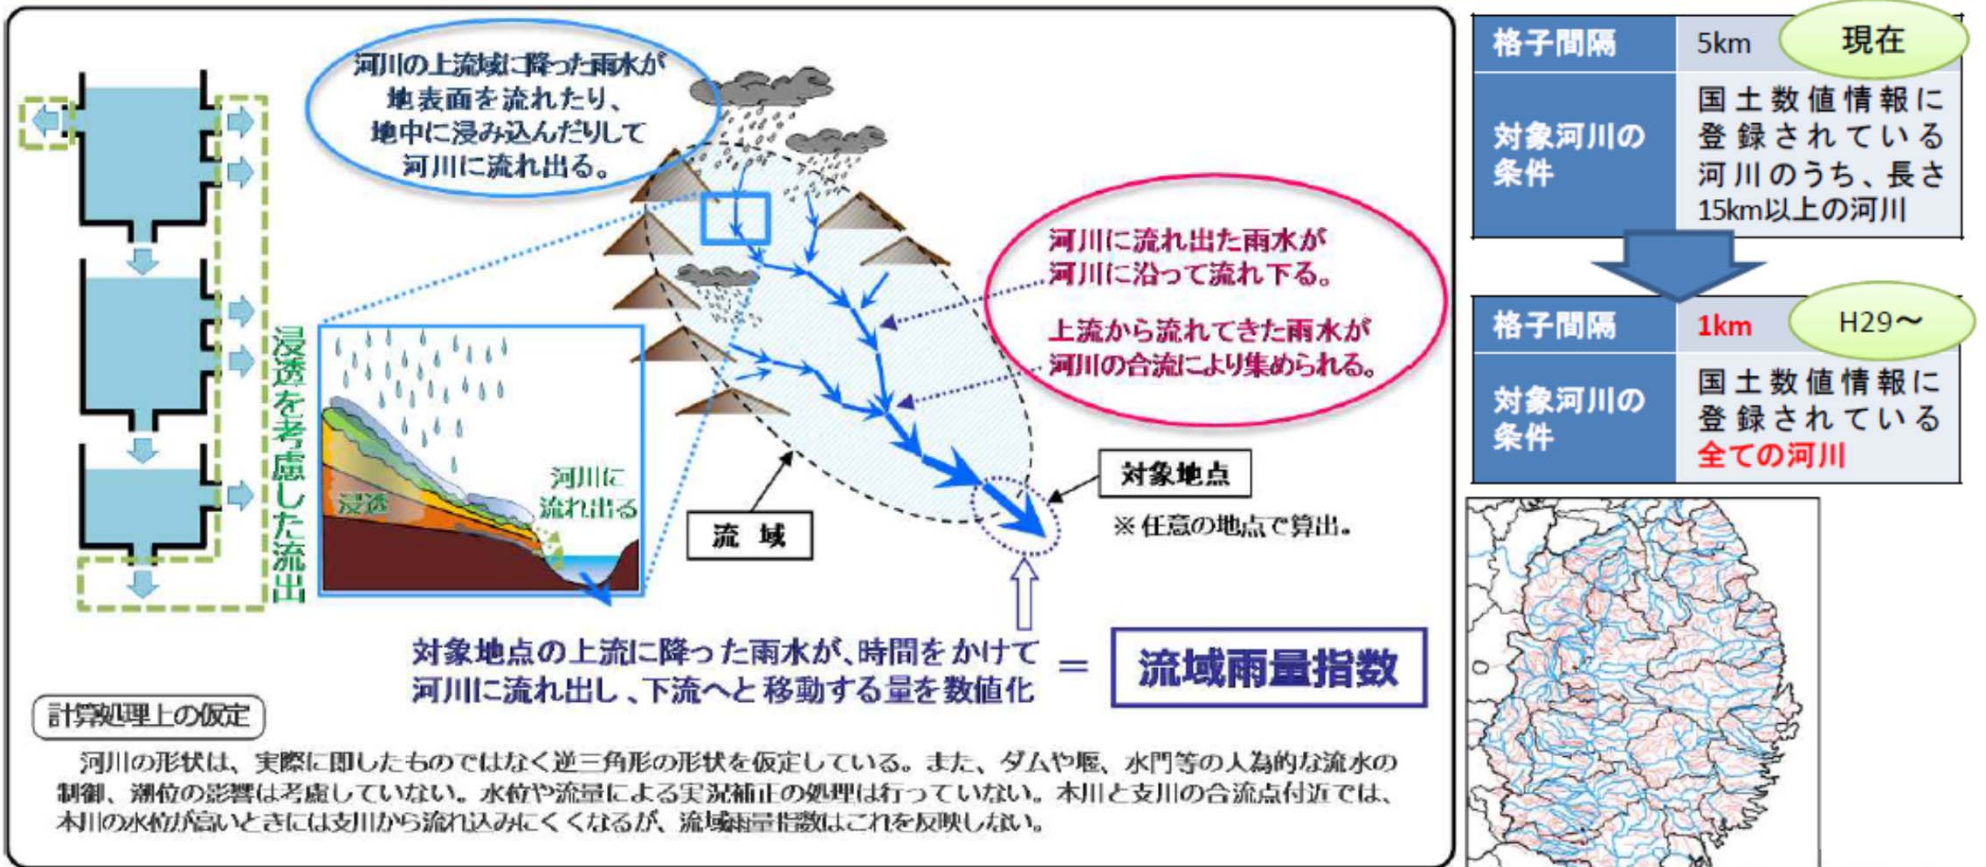 河川の上流域に降った雨水が
地表面を流れたり、
地中に浸み込んだりして
河川に流れ出る。
浸透を考慮した流出
浸透
河川に
流れ出る
河川に流れ出た雨水が
河川に沿って流れ下る。
上流から流れてきた雨水が
河川の合流により集められる。
流 域
対象地点
※ 任意の地点で算出。
対象地点の上流に降った雨水が、時間をかけて
河川に流れ出し、下流へと移動する量を数値化
=
流域雨量指数
計算処理上の仮定
河川の形状は、実際に即したものではなく逆三角形の形状を仮定している。また、ダムや堰、水門等の人為的な流水の
制御、潮位の影響は考慮していない。水位や流量による実況補正の処理は行っていない。本川と支川の合流点付近では、
本川の水位が高いときには支川から流れ込みにくくなるが、流域雨量指数はこれを反映しない。
格子間隔 5km 現在
対象河川の
条件
国土数値情報に
登録されている
河川のうち、長さ
15km以上の河川
格子間隔 1km H29～
対象河川の
条件
国土数値情報に
登録されている
全ての河川